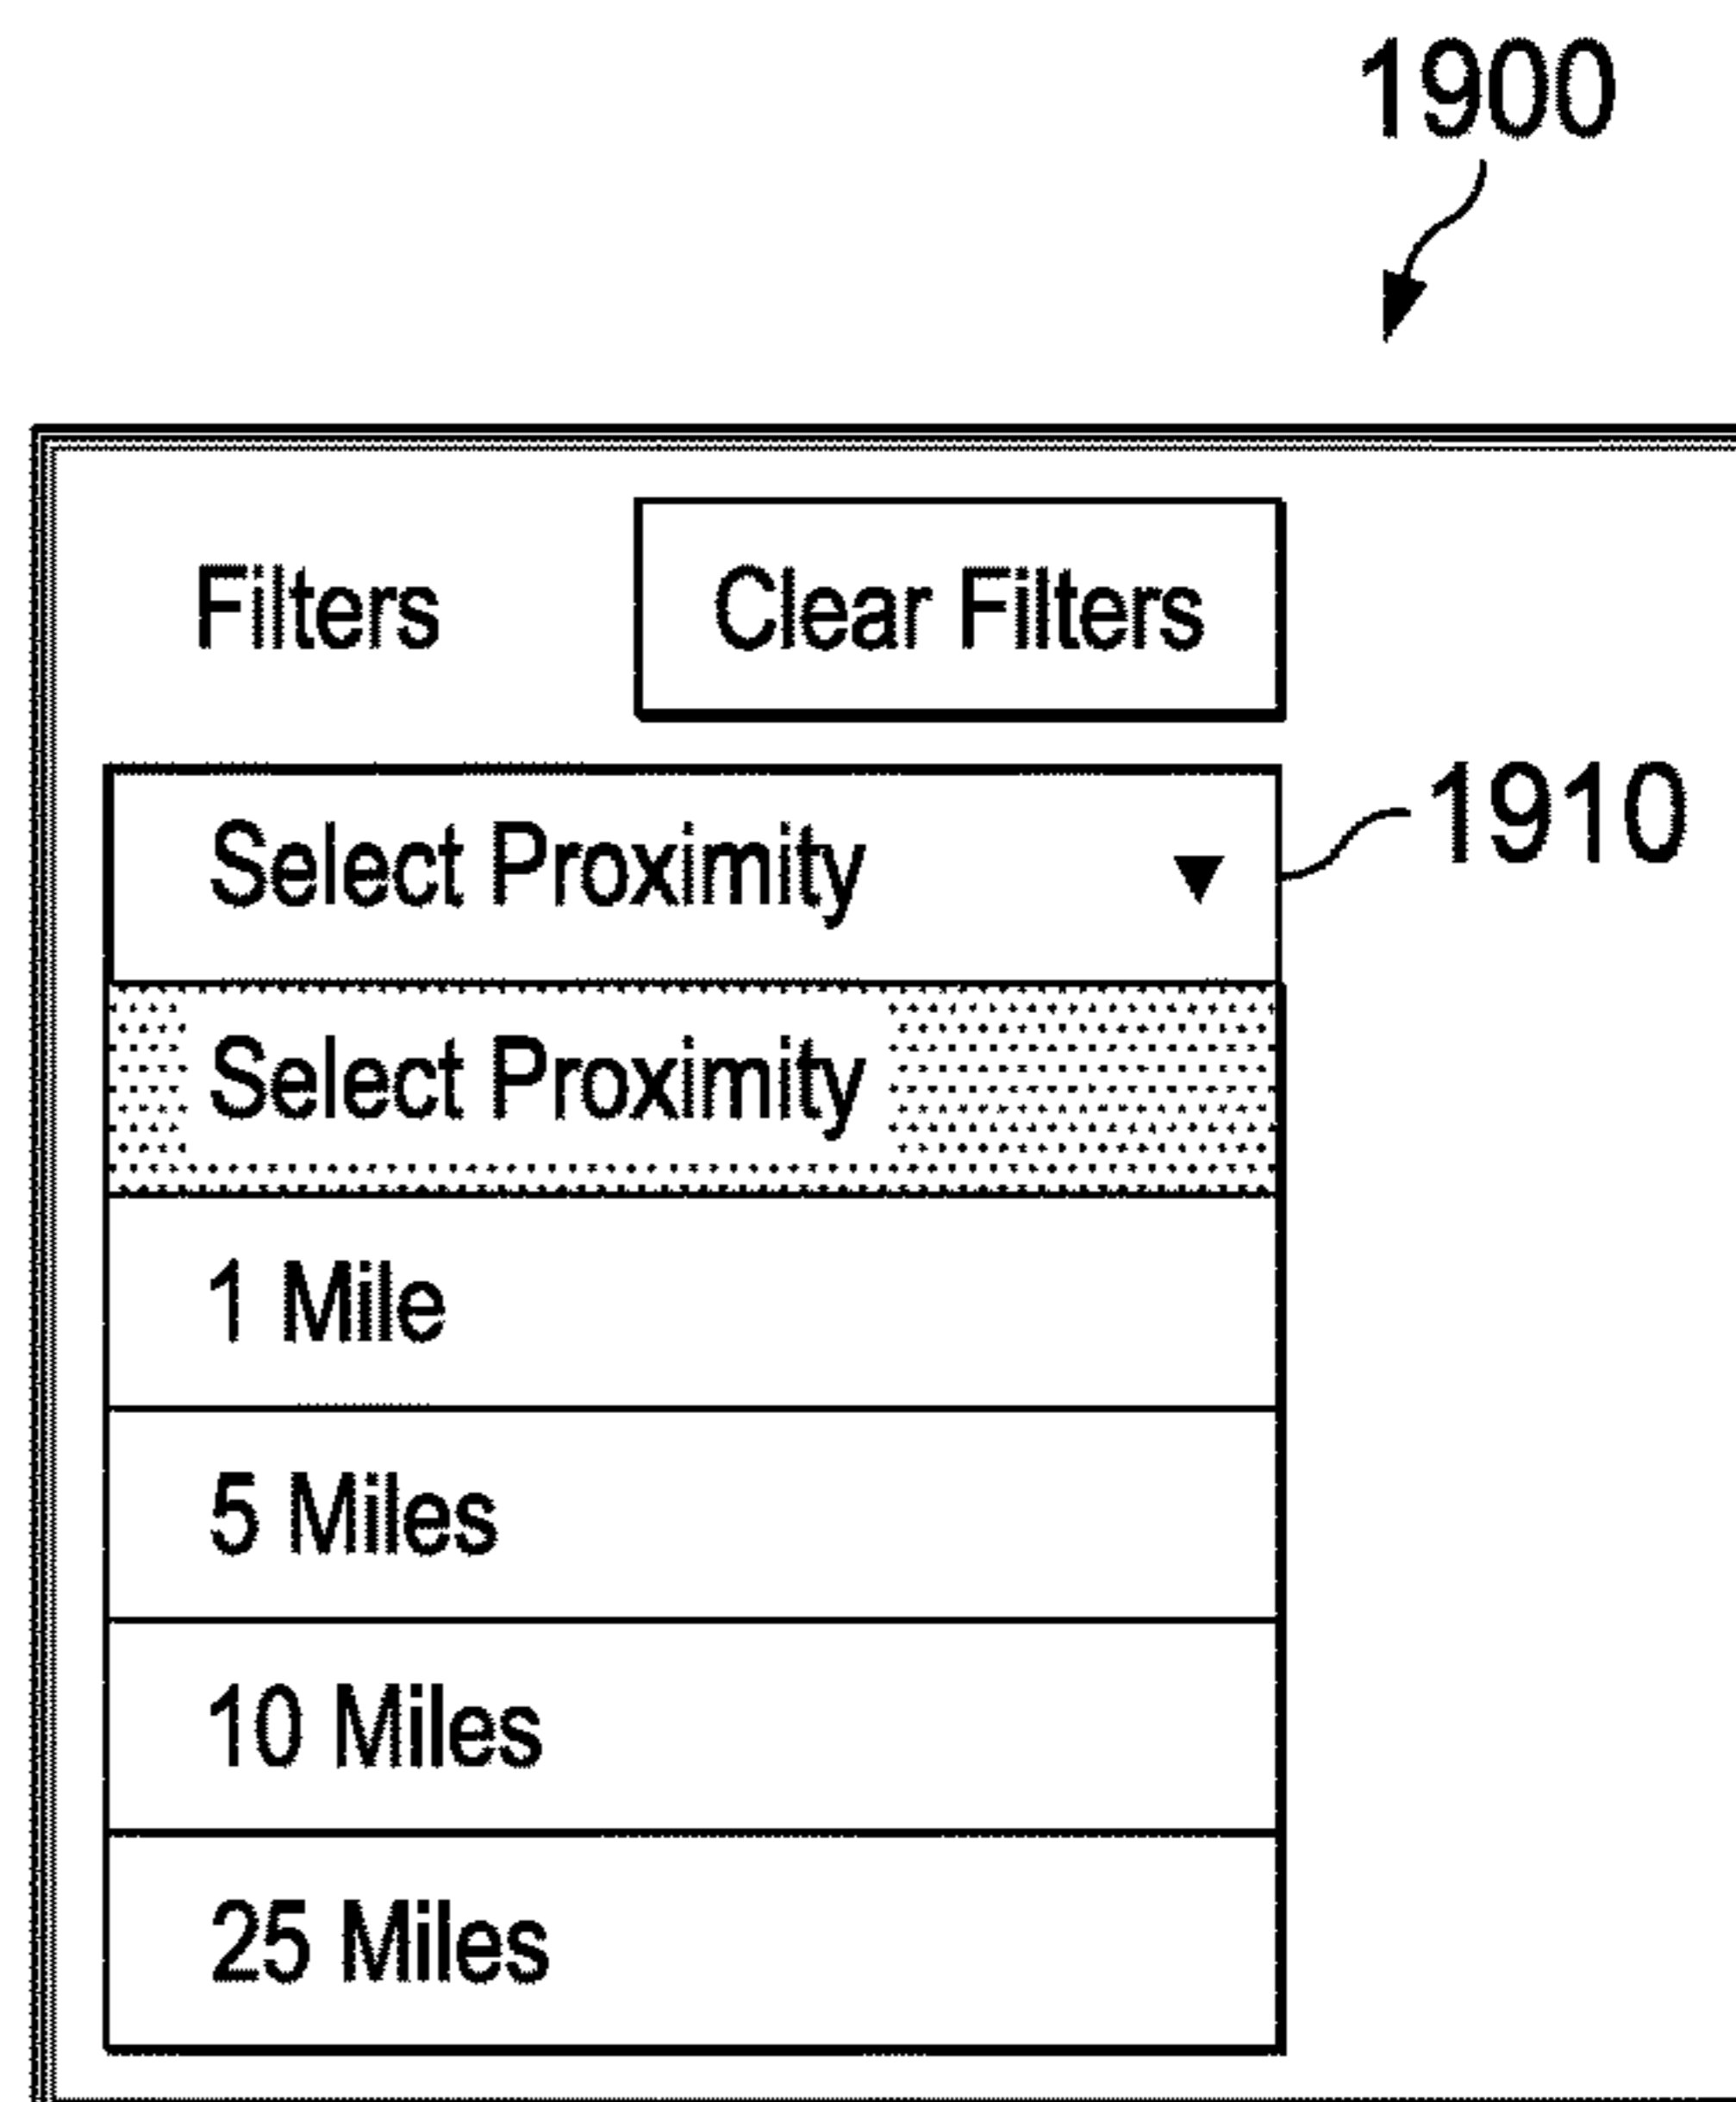 1900
Filters Clear Filters
Select Proximity 1910
Select Proximity
1 Mile
5 Miles
10 Miles
25 Miles